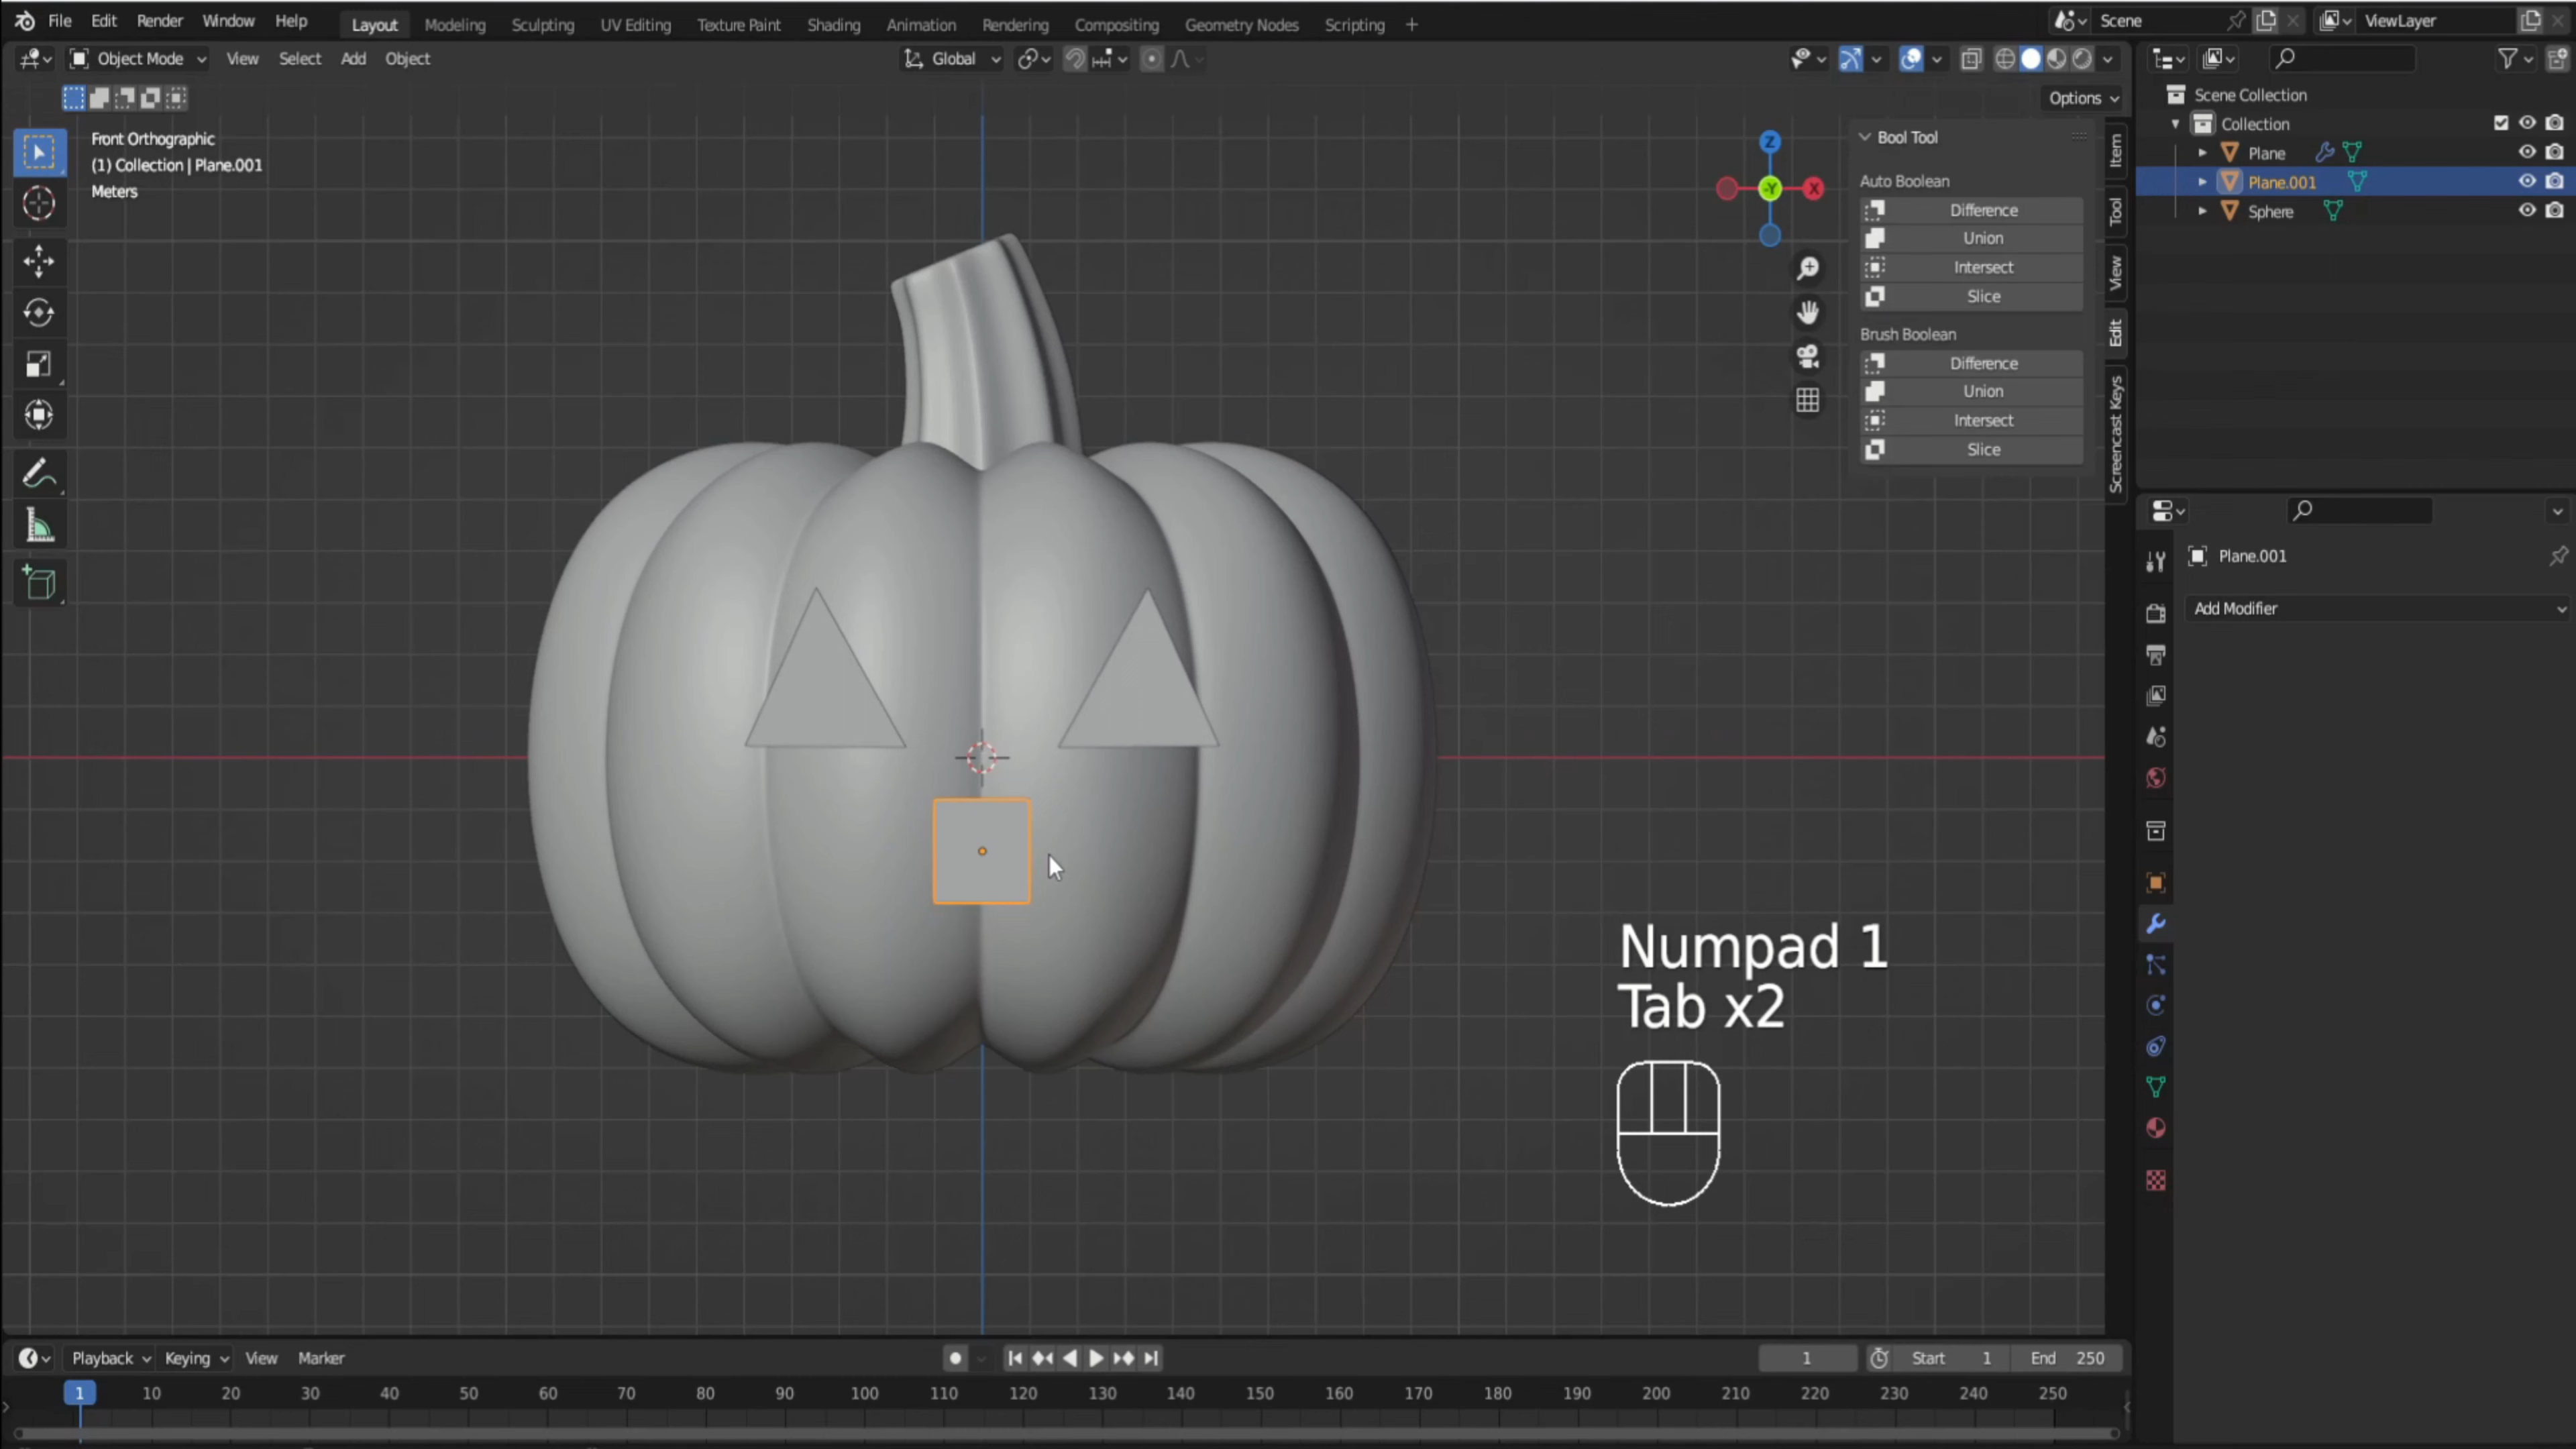 File Edit Render Window Help Layout Modeling Sculpting UV Editing Texture Paint Shading Animation Rendering Compositing Geometry Nodes Scripting + Scene ViewLayer
Object Mode View Select Add Object Global
Options
Front Orthographic
(1) Collection | Plane.001
Meters
Z
-Y
X
Bool Tool
Auto Boolean
Difference
Union
Intersect
Slice
Brush Boolean
Difference
Union
Intersect
Slice
Item
Tool
View
Edit
Screencast Keys
Scene Collection
Collection
Plane
Plane.001
Sphere
Plane.001
Add Modifier
Numpad 1
Tab x2
Playback Keying View Marker 1 Start 1 End 250
1 10 20 30 40 50 60 70 80 90 100 110 120 130 140 150 160 170 180 190 200 210 220 230 240 250